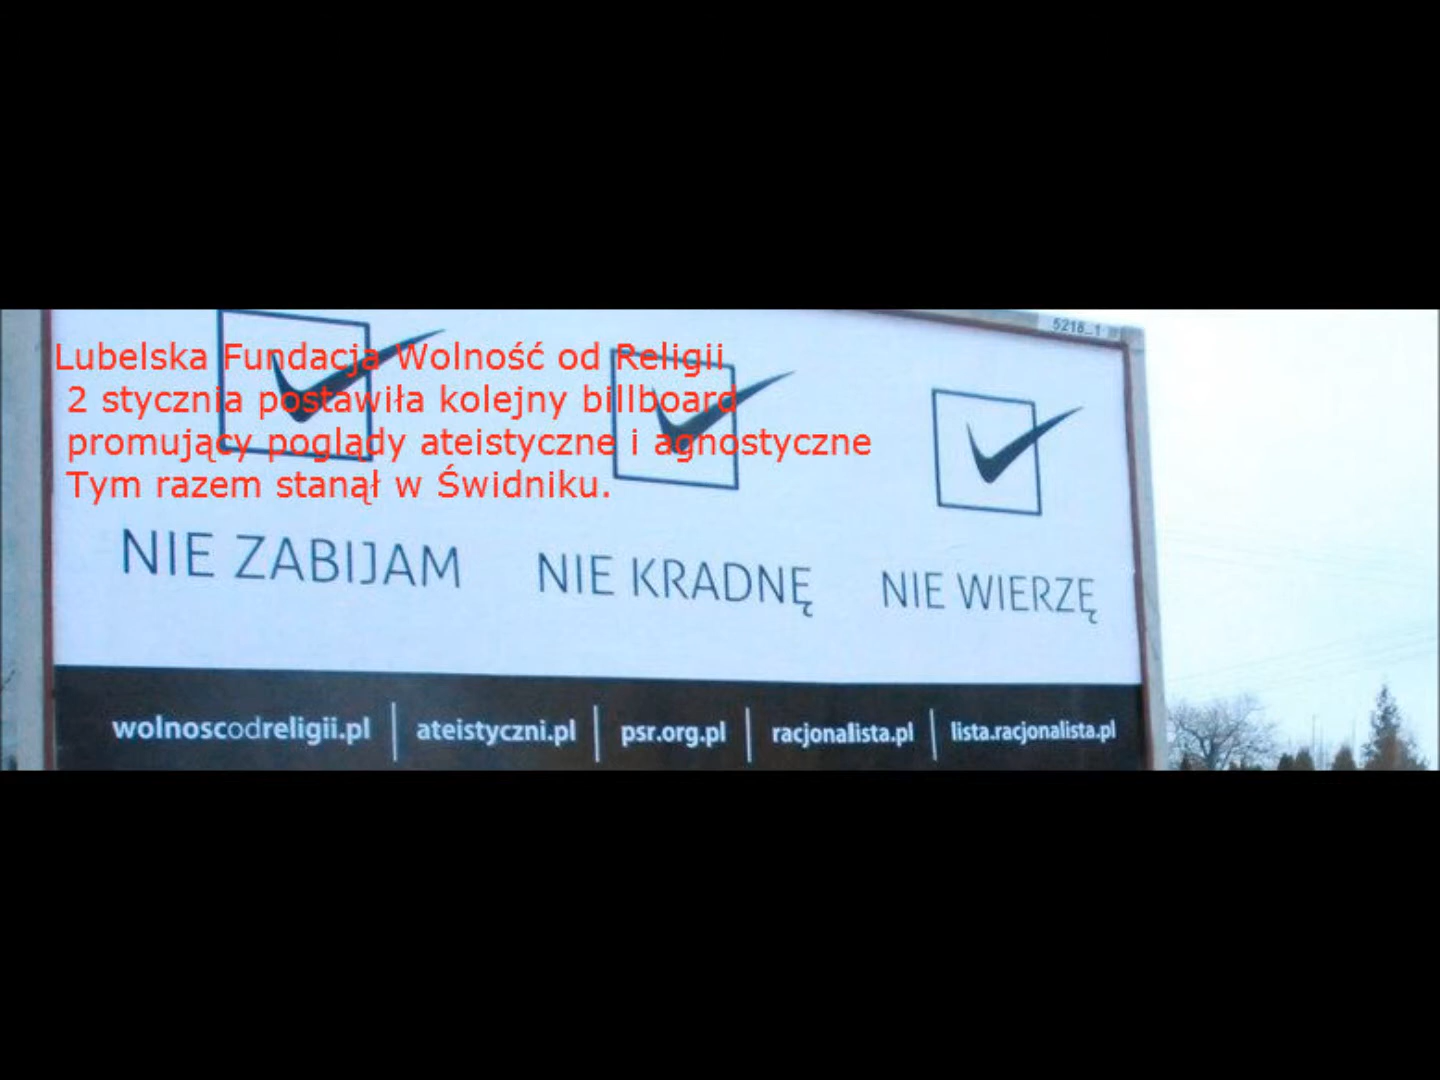 5218_1
Lubelska Fundacja Wolność od Religii
2 stycznia postawiła kolejny billboard
promujący poglądy ateistyczne i agnostyczne
Tym razem stanął w Świdniku.
NIE ZABIJAM NIE KRADNĘ NIE WIERZĘ
wolnoscodreligii.pl | ateistyczni.pl | psr.org.pl | racjonalista.pl | lista.racjonalista.pl